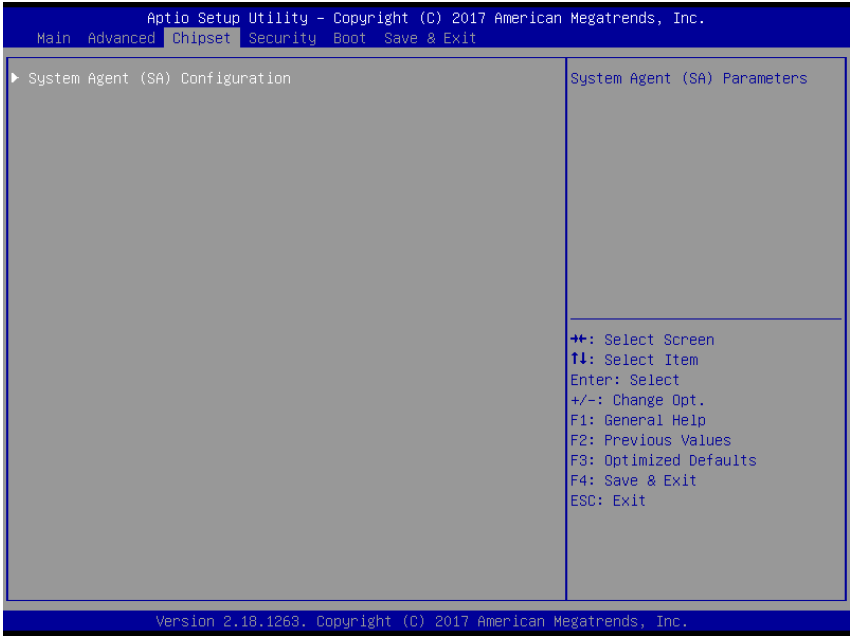 Aptio Setup Utility – Copyright (C) 2017 American Megatrends, Inc.
Main Advanced Chipset Security Boot Save & Exit
▶ System Agent (SA) Configuration
System Agent (SA) Parameters
→←: Select Screen
↑↓: Select Item
Enter: Select
+/-: Change Opt.
F1: General Help
F2: Previous Values
F3: Optimized Defaults
F4: Save & Exit
ESC: Exit
Version 2.18.1263. Copyright (C) 2017 American Megatrends, Inc.